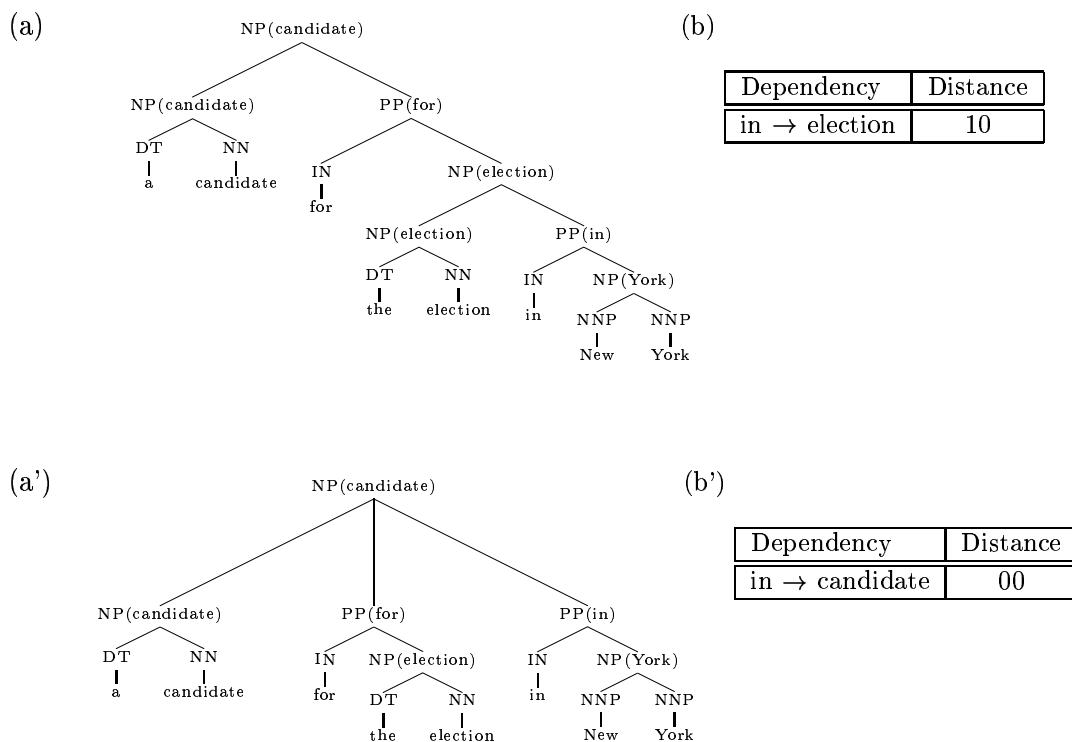 (a)
NP(candidate)
NP(candidate) PP(for)
DT NN IN NP(election)
a candidate for
NP(election) PP(in)
DT NN IN NP(York)
the election in NNP NNP
New York
(b)
Dependency Distance
in → election 10
(a')
NP(candidate)
NP(candidate) PP(for) PP(in)
DT NN IN NP(election) IN NP(York)
a candidate for DT NN in NNP NNP
the election New York
(b')
Dependency Distance
in → candidate 00